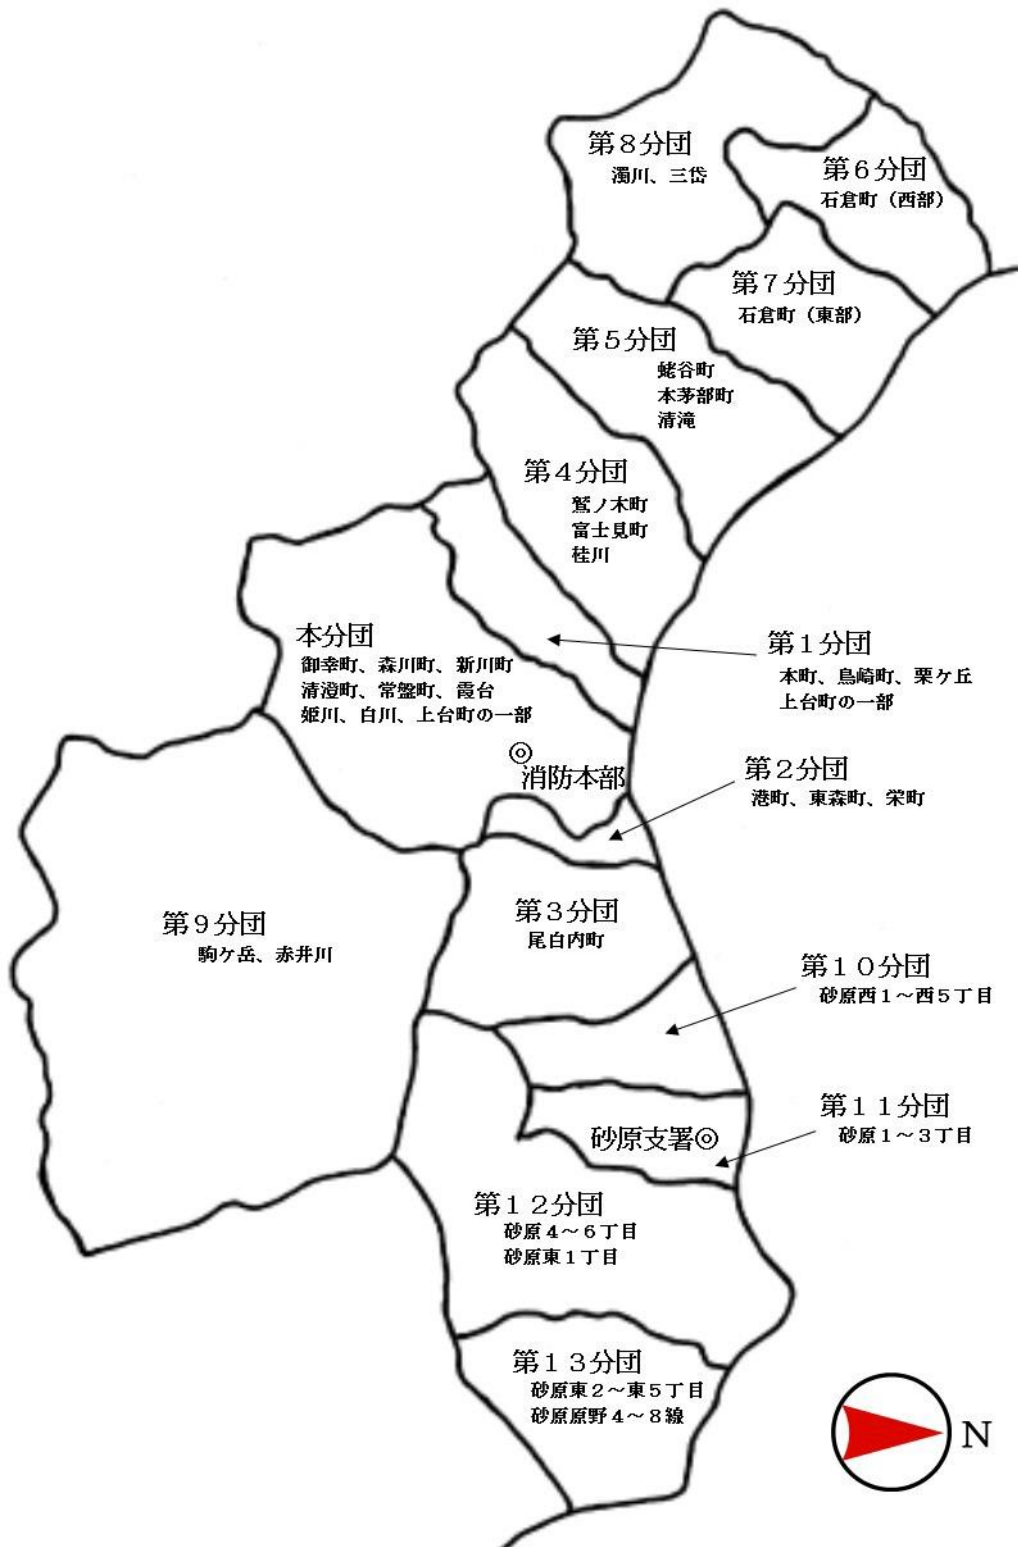 第8分団
濁川、三岱
第6分団
石倉町（西部）
第7分団
石倉町（東部）
第5分団
蛯谷町
本茅部町
清滝
第4分団
鷲ノ木町
富士見町
桂川
本分団
御幸町、森川町、新川町
清澄町、常盤町、霞台
姫川、白川、上台町の一部
第1分団
本町、鳥崎町、栗ケ丘
上台町の一部
消防本部
第2分団
港町、東森町、栄町
第3分団
尾白内町
第9分団
駒ケ岳、赤井川
第10分団
砂原西1～西5丁目
第11分団
砂原1～3丁目
砂原支署
第12分団
砂原4～6丁目
砂原東1丁目
第13分団
砂原東2～東5丁目
砂原原野4～8線
N